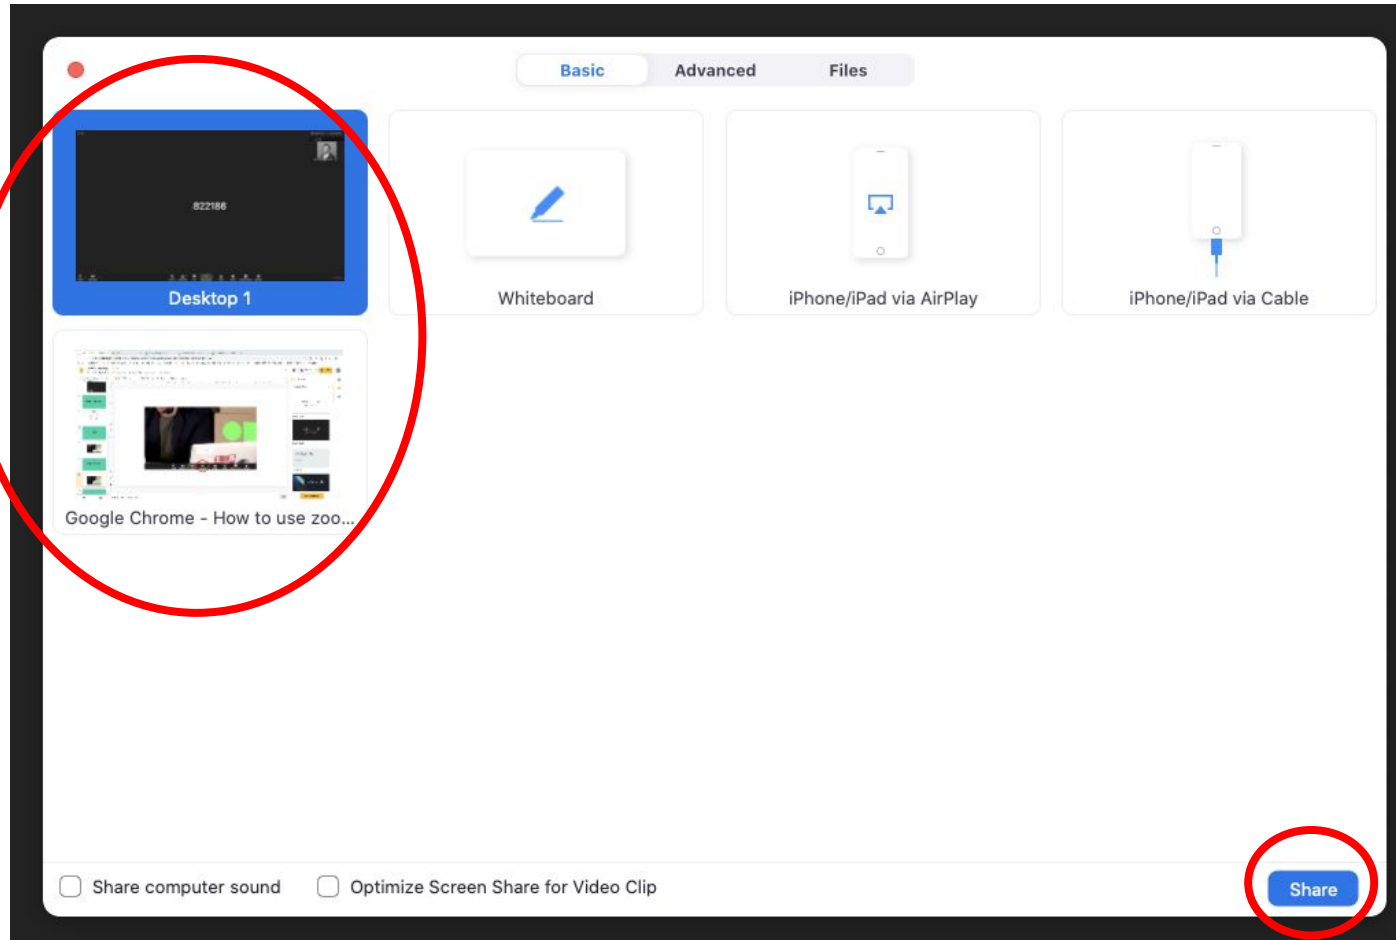 Basic Advanced Files
822186
Desktop 1
Whiteboard
iPhone/iPad via AirPlay
iPhone/iPad via Cable
Google Chrome - How to use zoo...
Share computer sound
Optimize Screen Share for Video Clip
Share